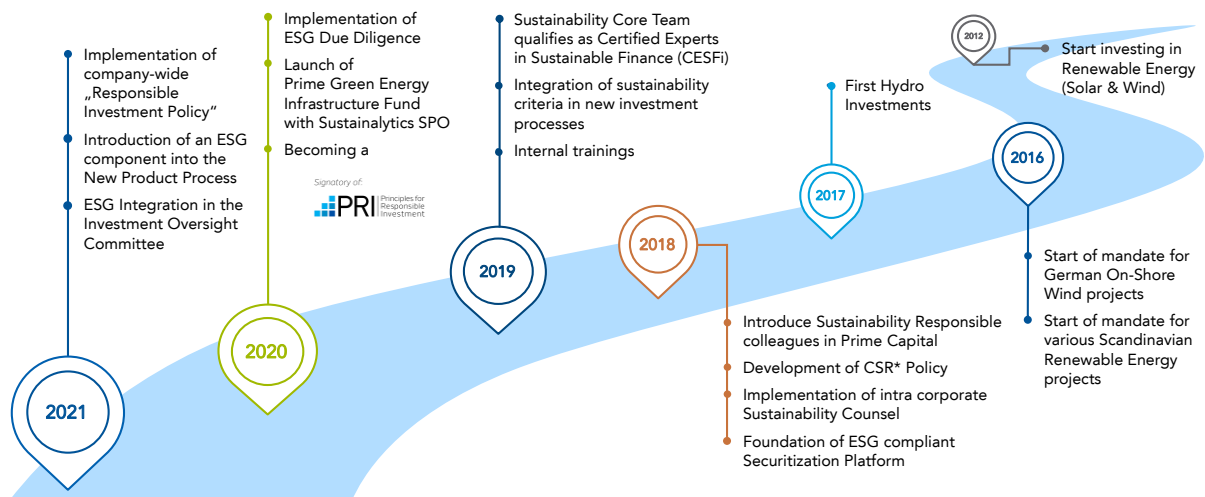 Implementation of
company-wide
„Responsible
Investment Policy“
Introduction of an ESG
component into the
New Product Process
ESG Integration in the
Investment Oversight
Committee
2021
Implementation of
ESG Due Diligence
Launch of
Prime Green Energy
Infrastructure Fund
with Sustainalytics SPO
Becoming a
Signatory of:
PRI Principles for
Responsible
Investment
2020
Sustainability Core Team
qualifies as Certified Experts
in Sustainable Finance (CESFi)
Integration of sustainability
criteria in new investment
processes
Internal trainings
2019
2018
Introduce Sustainability Responsible
colleagues in Prime Capital
Development of CSR* Policy
Implementation of intra corporate
Sustainability Counsel
Foundation of ESG compliant
Securitization Platform
First Hydro
Investments
2017
2016
Start of mandate for
German On-Shore
Wind projects
Start of mandate for
various Scandinavian
Renewable Energy
projects
2012
Start investing in
Renewable Energy
(Solar & Wind)